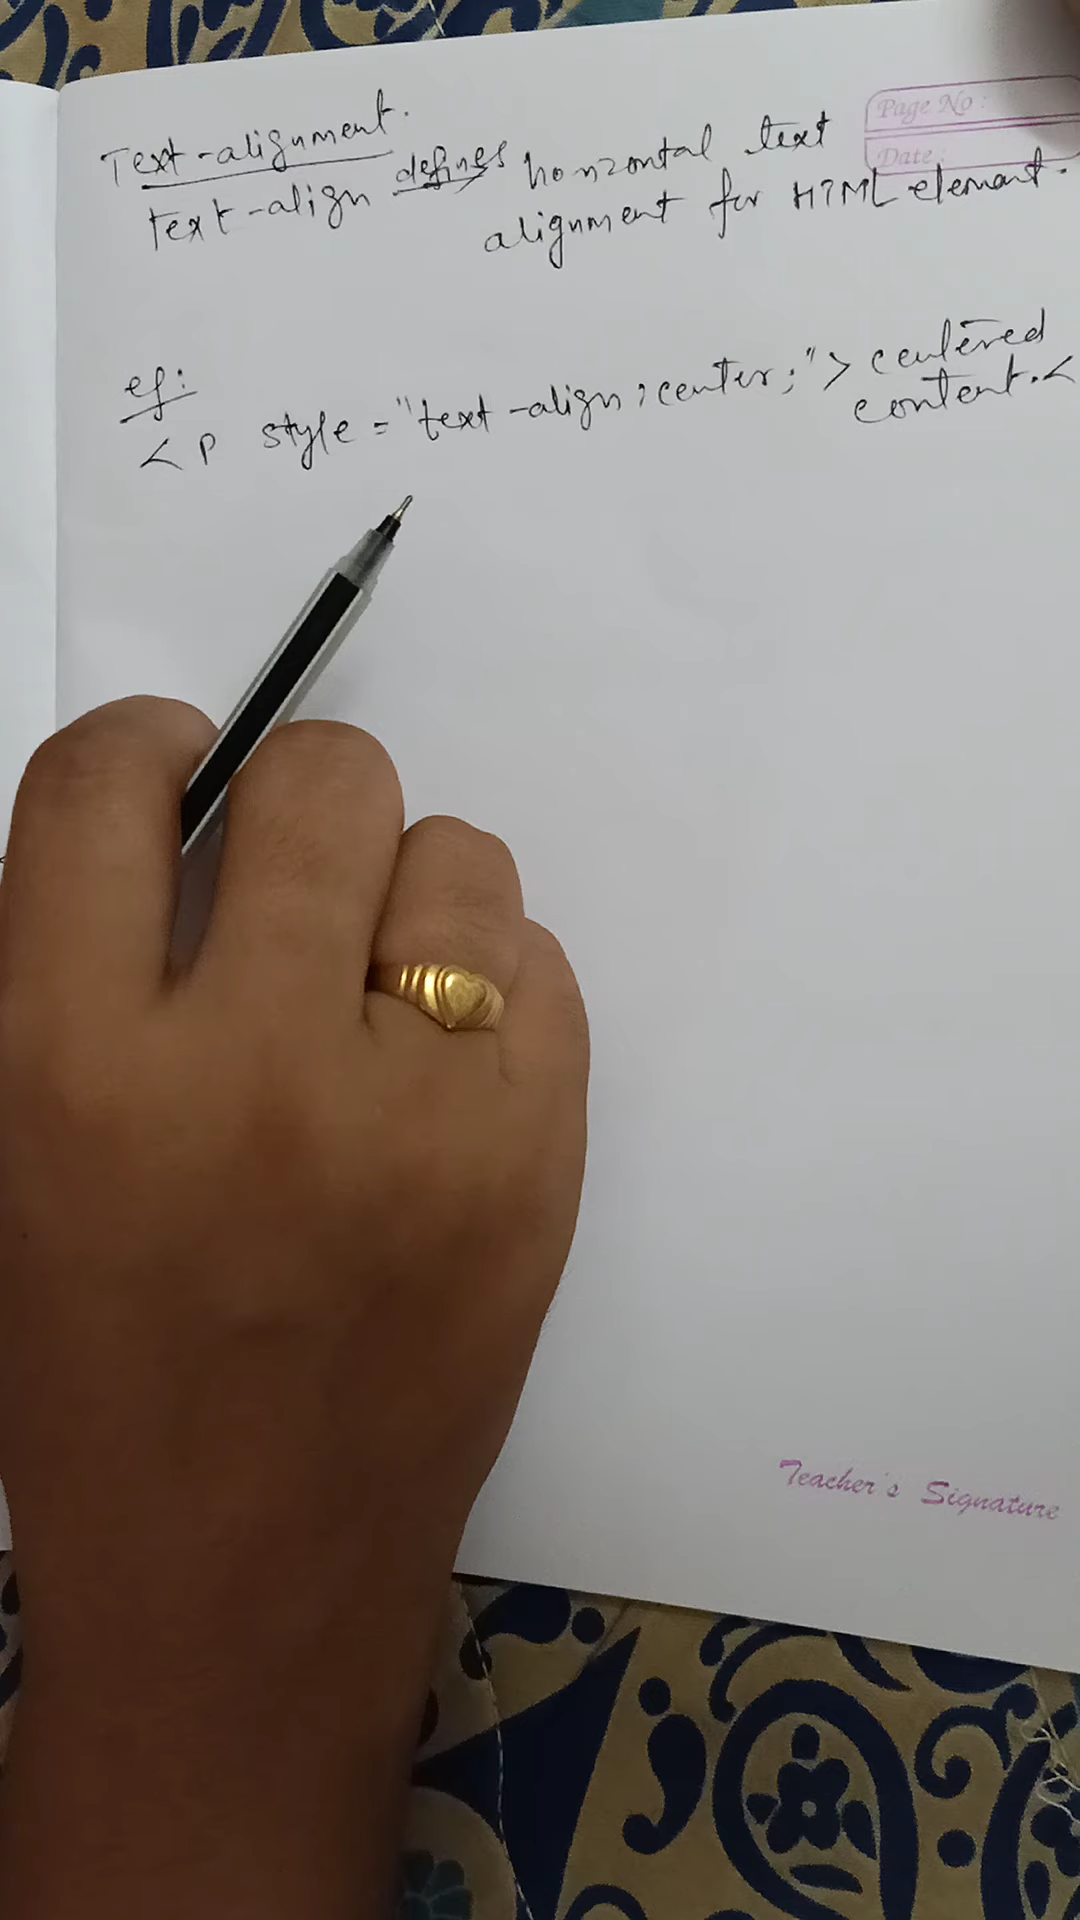 Page No :
Date :
Text-alignment.
text-align defines horizontal text
alignment for HTML element.
eg:
<p style="text-align:center;"> centered
content.<
Teacher's Signature